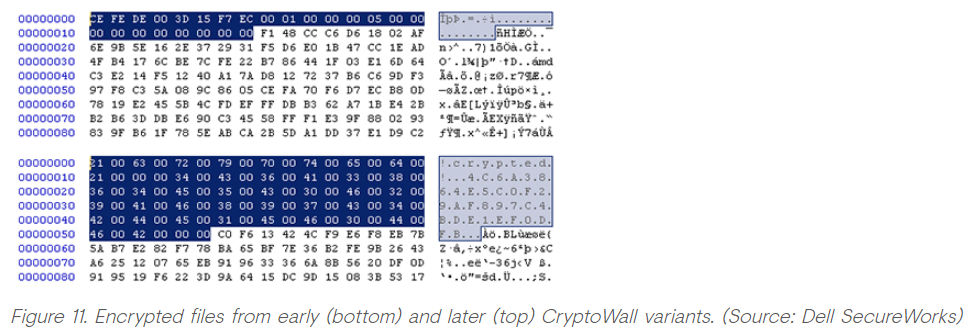 00000000 CE FE DE 00 3D 15 F7 EC 00 01 00 00 00 05 00 00 ÎþÞ.=.÷ì........
00000010 00 00 00 00 00 00 00 00 00 F1 48 CC C6 D6 18 02 AF .........ñHÌÆÖ..¯
00000020 6E 9B 5E 16 2E 37 29 31 F5 D6 E0 1B 47 CC 1E AD n›^..7)1õÖà.GÌ..
00000030 4F B4 17 6C BE 7C FE 22 B7 86 44 1F 03 E1 6D 64
00000040 C3 E2 14 F5 12 40 A1 7A D8 12 72 37 B6 C6 9D F3 Ãâ.õ.@¡zØ.r7¶Æ.ó
00000050 97 F8 C3 5A 08 9C 86 05 CE FA 70 F6 D7 EC B8 0D —øÃZ.œ†.Îúpö×ì¸.
00000060 78 19 E2 45 5B 4C FD EF FF DB B3 62 A7 1B E4 2B x.âE[LýïÿÛ³b§.ä+
00000070 B2 B6 3D DB E6 90 C3 45 58 FF F1 E3 9F 88 02 93 ²¶=Ûæ.ÃEXÿñãŸˆ.“
00000080 83 9F B6 1F 78 5E AB CA 2B 5D A1 DD 37 E1 D9 C2 ƒŸ¶.x^«Ê+]¡Ý7áÙÂ
00000000 21 00 63 00 72 00 79 00 70 00 74 00 65 00 64 00 !.c.r.y.p.t.e.d.
00000010 21 00 00 00 34 00 43 00 36 00 41 00 33 00 38 00 !...4.C.6.A.3.8.
00000020 36 00 34 00 45 00 35 00 43 00 30 00 46 00 32 00 6.4.E.5.C.0.F.2.
00000030 39 00 41 00 46 00 38 00 39 00 37 00 43 00 34 00 9.A.F.8.9.7.C.4.
00000040 42 00 44 00 45 00 31 00 45 00 46 00 30 00 44 00 B.D.E.1.E.F.0.D.
00000050 46 00 42 00 00 00 C0 F6 13 42 4C F9 E6 F8 EB 7B F.B...Àö.BLùæøë{
00000060 5A B7 E2 82 F7 78 BA 65 BF 7E 36 B2 FE 9B 26 43 Z·â‚÷xºe¿~6²þ›&C
00000070 A6 25 12 07 65 EB 91 96 33 36 6A 8B 56 20 DF 0D
00000080 91 95 19 F6 22 3D 9A 64 15 DC 9D 15 08 3B 53 17 ‘•.ö"=šd.Ü...;S.
Figure 11. Encrypted files from early (bottom) and later (top) CryptoWall variants. (Source: Dell SecureWorks)